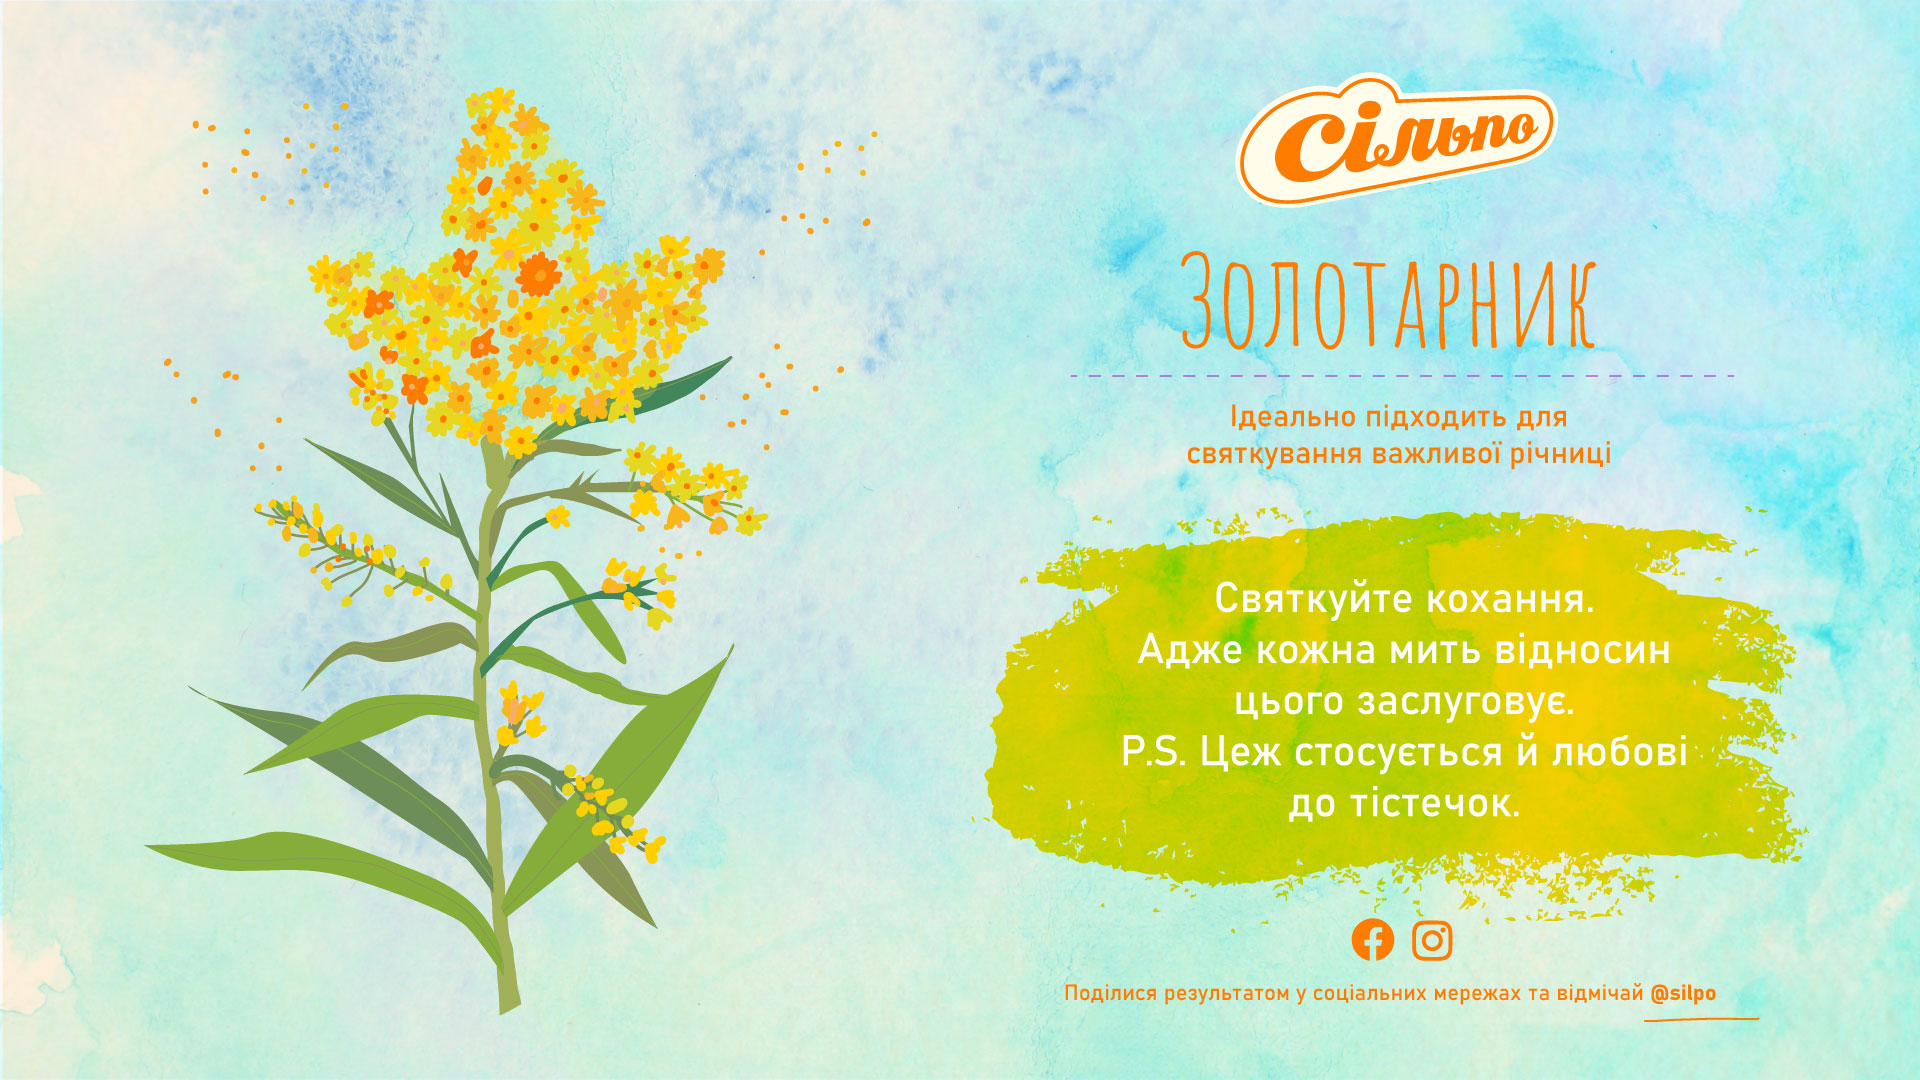 Сільпо
Золотарник
Ідеально підходить для
святкування важливої річниці
Святкуйте кохання.
Адже кожна мить відносин
цього заслуговує.
P.S. Цеж стосується й любові
до тістечок.
Поділися результатом у соціальних мережах та відмічай @silpo